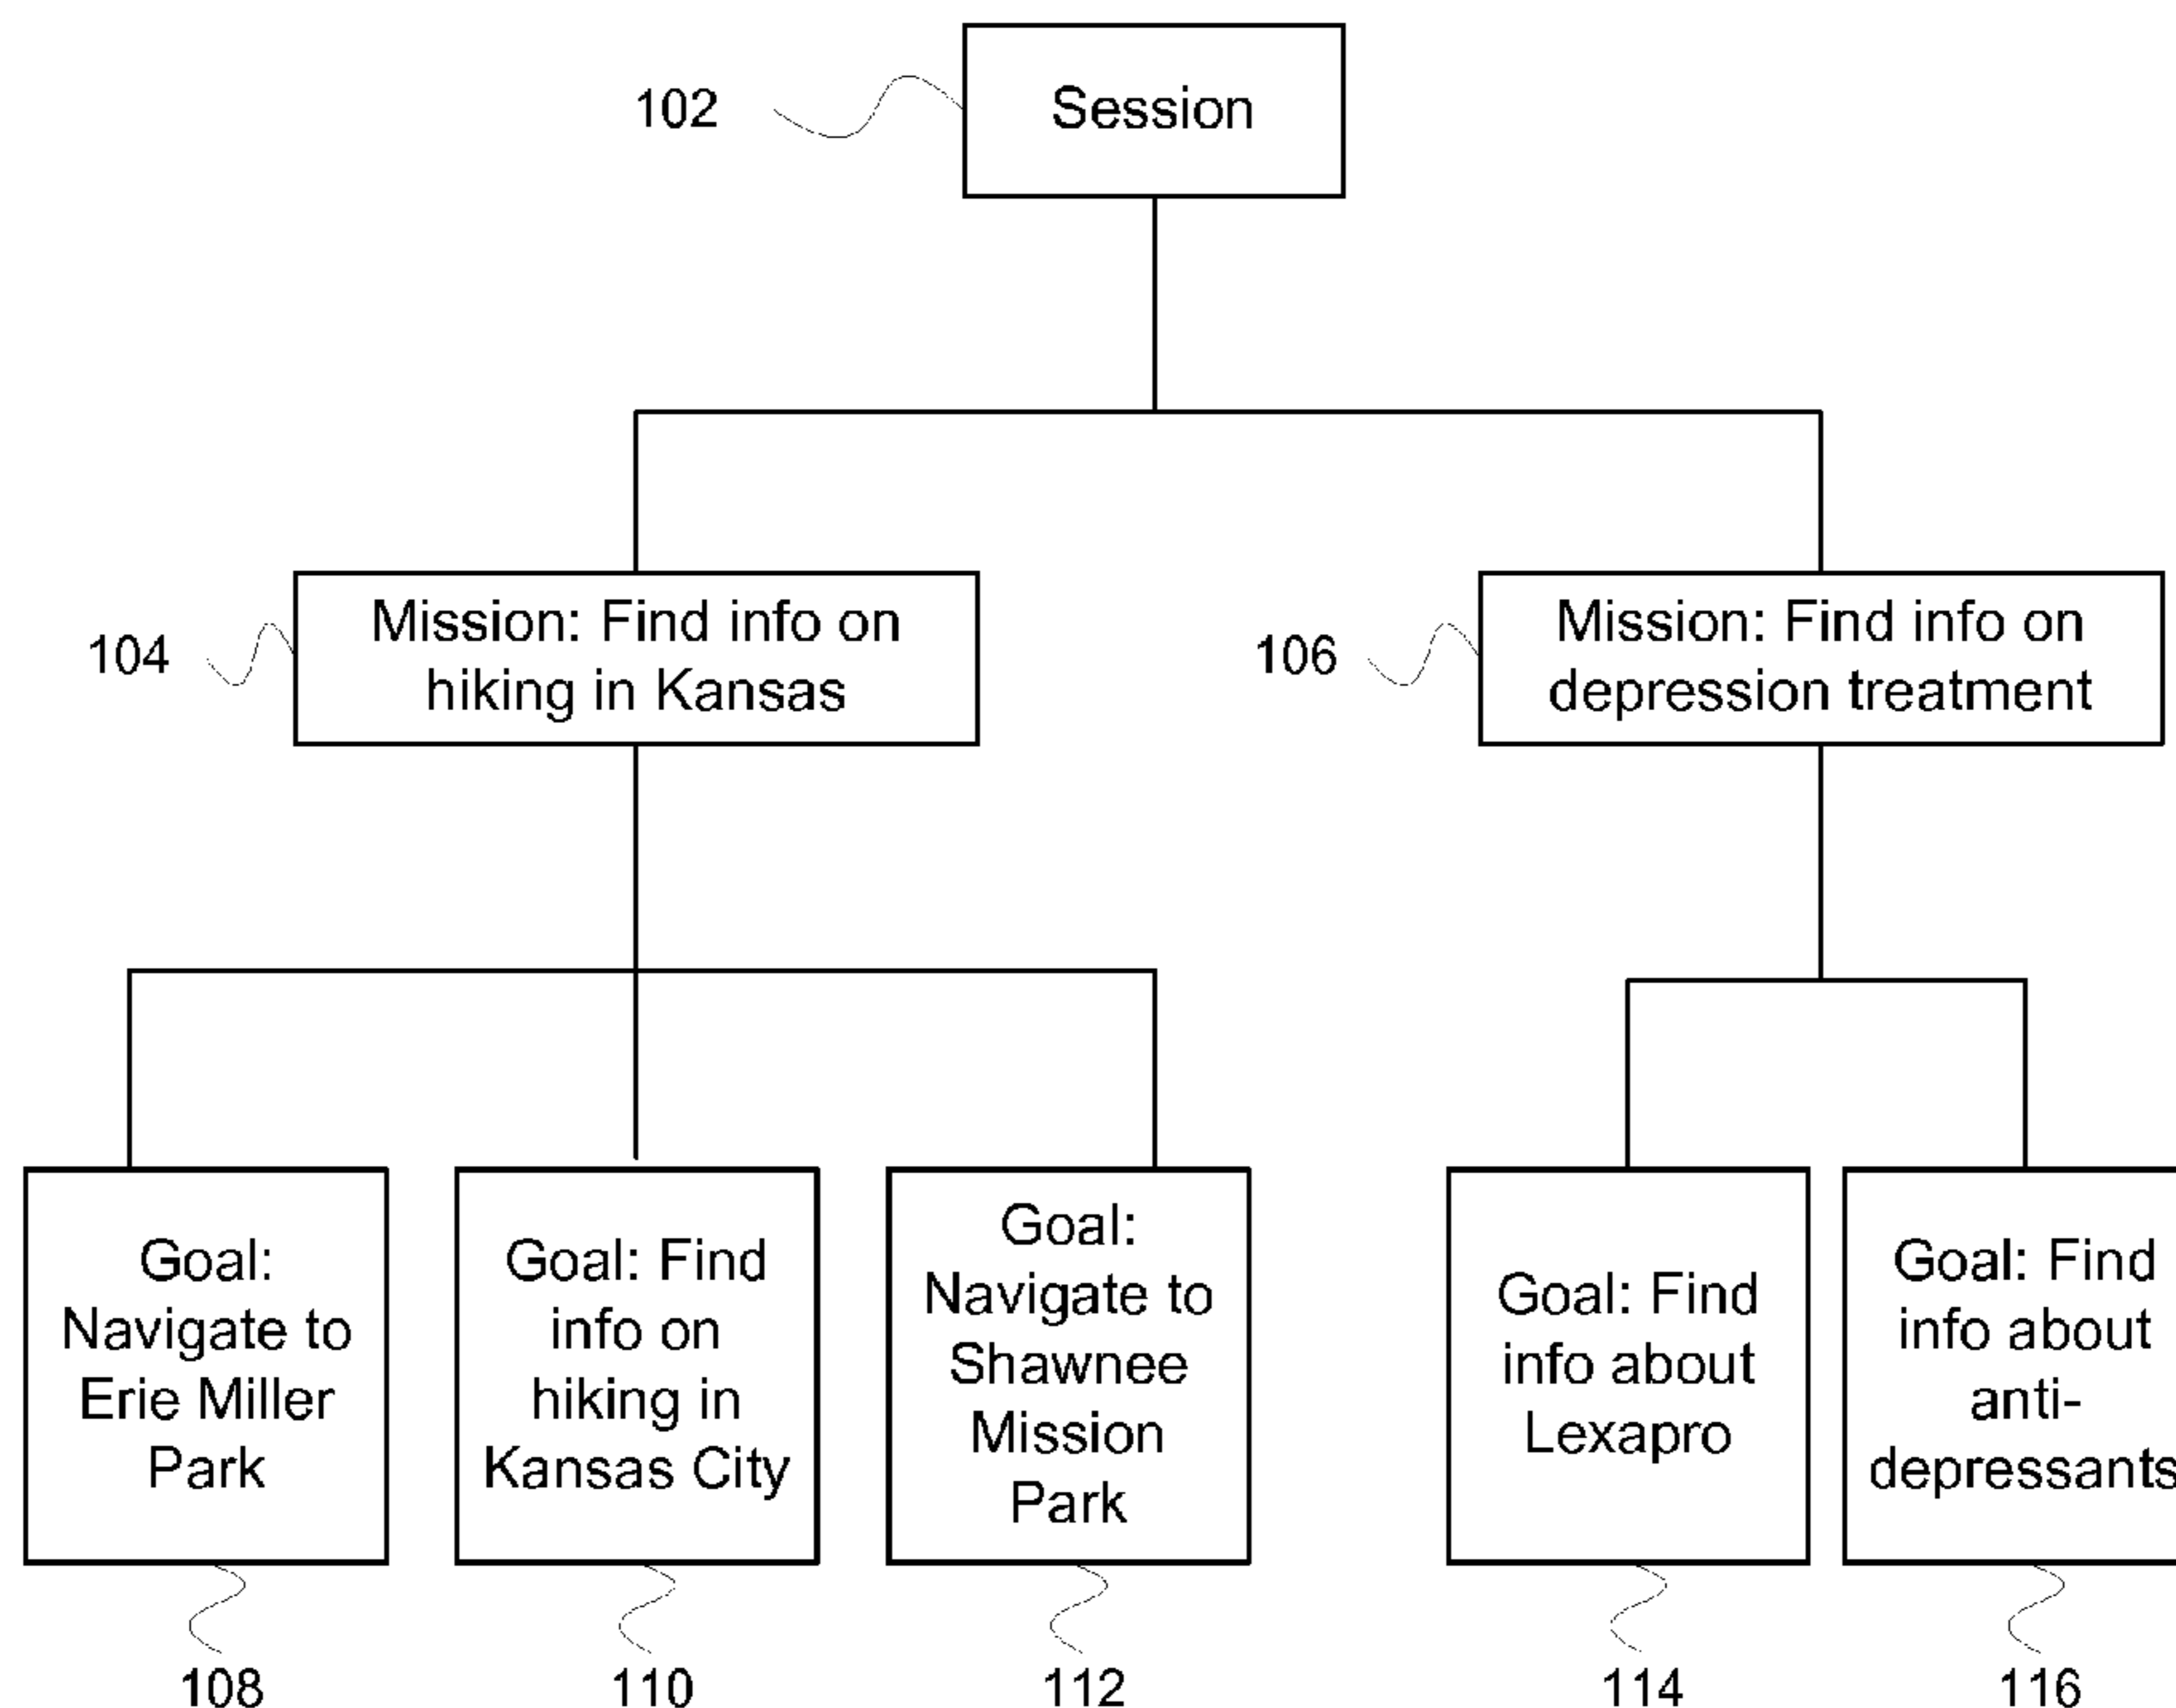 102
Session
104
Mission: Find info on
hiking in Kansas
106
Mission: Find info on
depression treatment
Goal:
Navigate to
Erie Miller
Park
Goal: Find
info on
hiking in
Kansas City
Goal:
Navigate to
Shawnee
Mission
Park
Goal: Find
info about
Lexapro
Goal: Find
info about
anti-
depressants
108
110
112
114
116